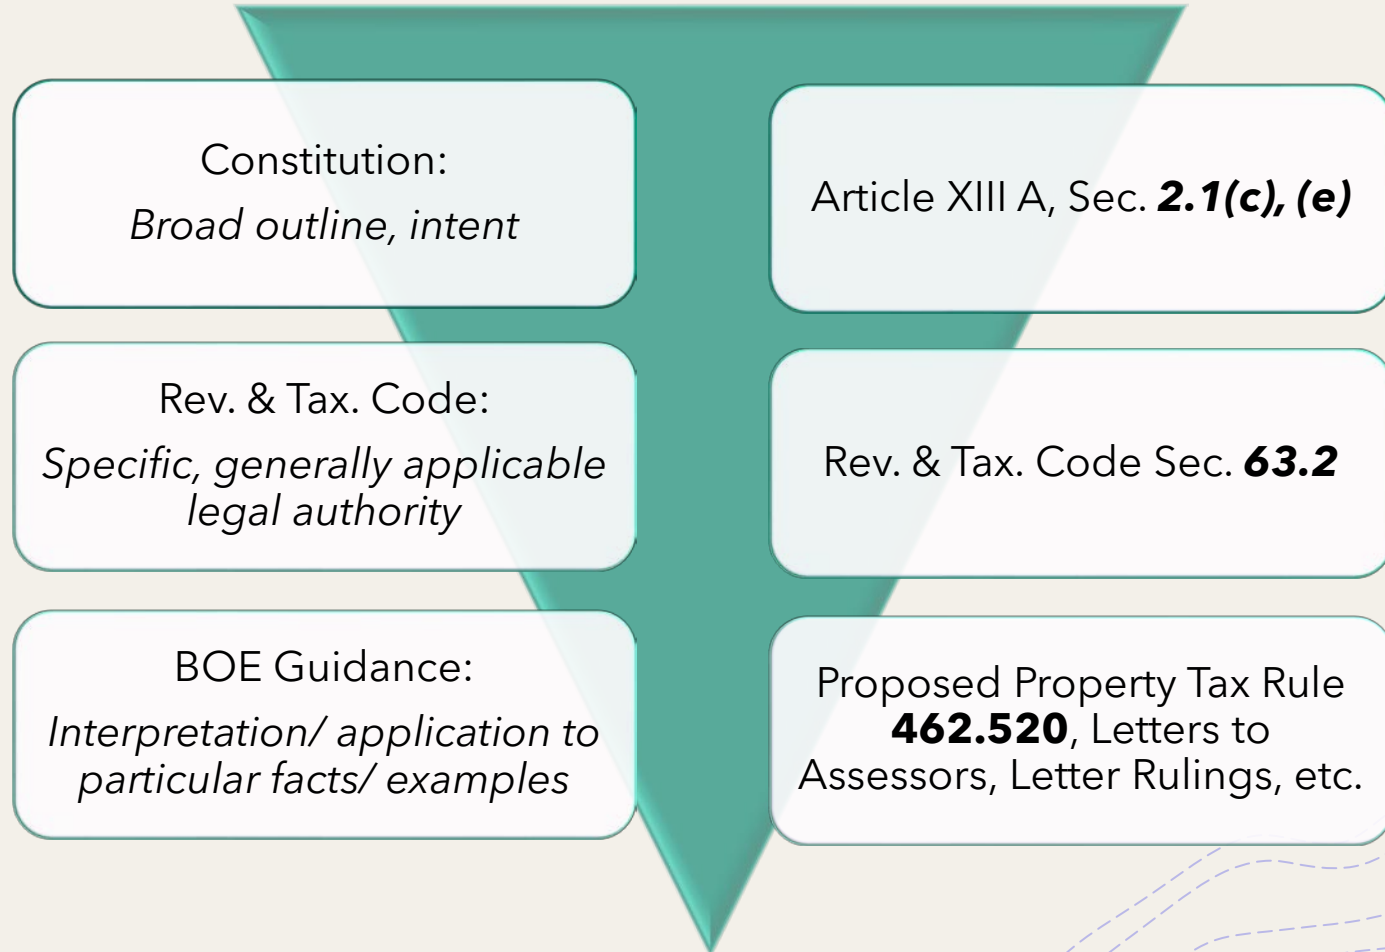 Constitution:
Broad outline, intent
Article XIII A, Sec. 2.1(c), (e)
Rev. & Tax. Code:
Specific, generally applicable
legal authority
Rev. & Tax. Code Sec. 63.2
BOE Guidance:
Interpretation/ application to
particular facts/ examples
Proposed Property Tax Rule
462.520, Letters to
Assessors, Letter Rulings, etc.